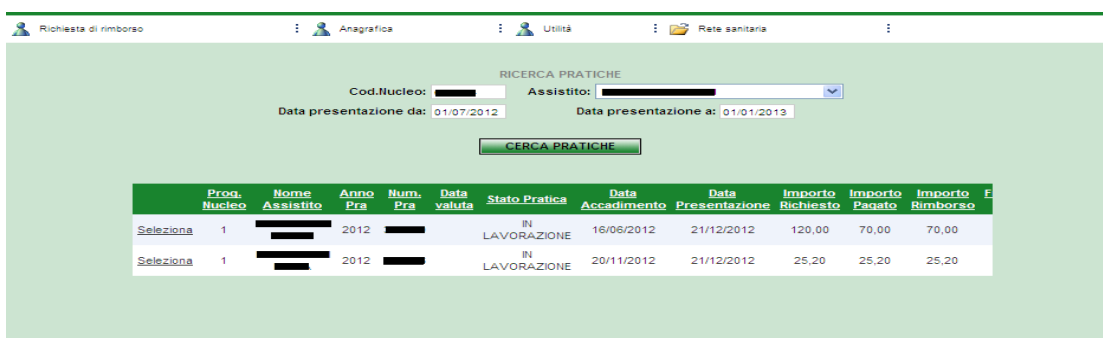 Richiesta di rimborso Anagrafica Utilità Rete sanitaria
RICERCA PRATICHE
Cod.Nucleo: Assistito:
Data presentazione da: 01/07/2012 Data presentazione a: 01/01/2013
CERCA PRATICHE
Prog. Nome Anno Num. Data Stato Pratica Data Data Importo Importo Importo
Nucleo Assistito Pra Pra valuta Accadimento Presentazione Richiesto Pagato Rimborso
Seleziona 1 2012 IN LAVORAZIONE 16/06/2012 21/12/2012 120,00 70,00 70,00
Seleziona 1 2012 IN LAVORAZIONE 20/11/2012 21/12/2012 25,20 25,20 25,20